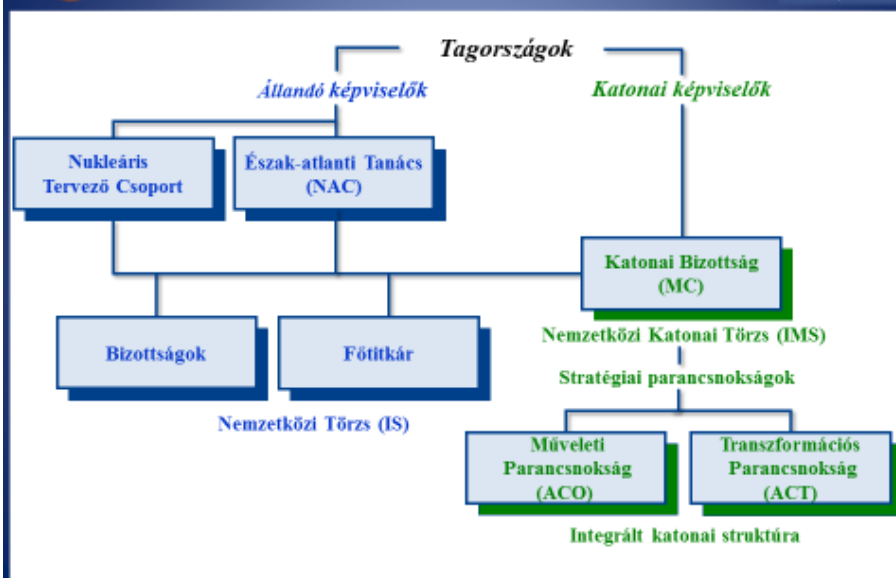 Tagországok
Állandó képviselők
Katonai képviselők
Nukleáris
Tervező Csoport
Észak-atlanti Tanács
(NAC)
Katonai Bizottság
(MC)
Bizottságok
Főtitkár
Nemzetközi Törzs (IS)
Nemzetközi Katonai Törzs (IMS)
Stratégiai parancsnokságok
Műveleti
Parancsnokság
(ACO)
Transzformációs
Parancsnokság
(ACT)
Integrált katonai struktúra